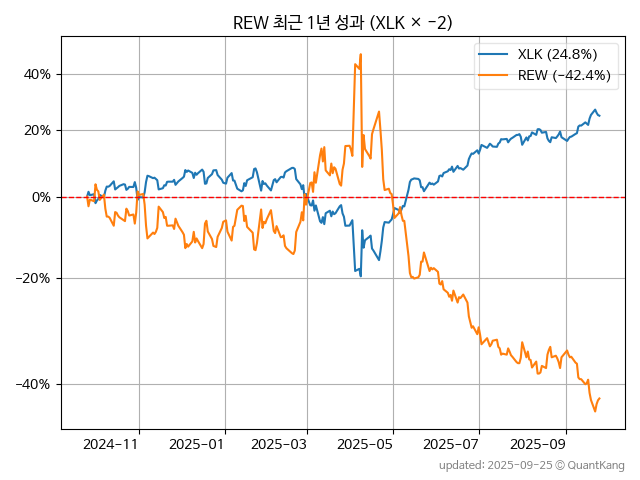 REW 최근 1년 성과 (XLK × −2)
XLK (24.8%)
REW (−42.4%)
40%
20%
0%
−20%
−40%
2024−11
2025−01
2025−03
2025−05
2025−07
2025−09
updated: 2025−09−25 ⓒ QuantKang